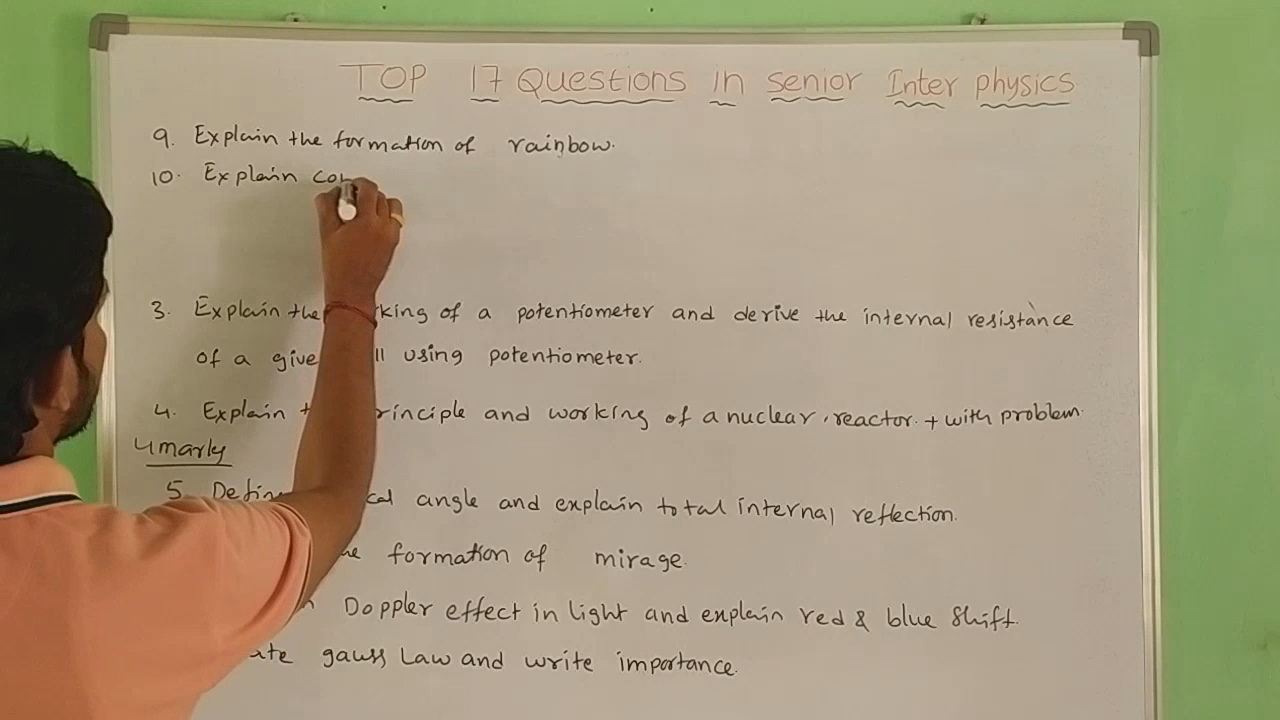 TOP 17 Questions in senior Inter physics
9. Explain the formation of rainbow.
10. Explain
3. Explain the king of a potentiometer and derive the internal resistance
of a give ll using potentiometer.
4. Explain rinciple and working of a nuclear reactor. + with problem.
4marks
5. Define cal angle and explain total internal reflection.
formation of mirage.
Doppler effect in light and explain red & blue shift.
ate gauss Law and write importance.